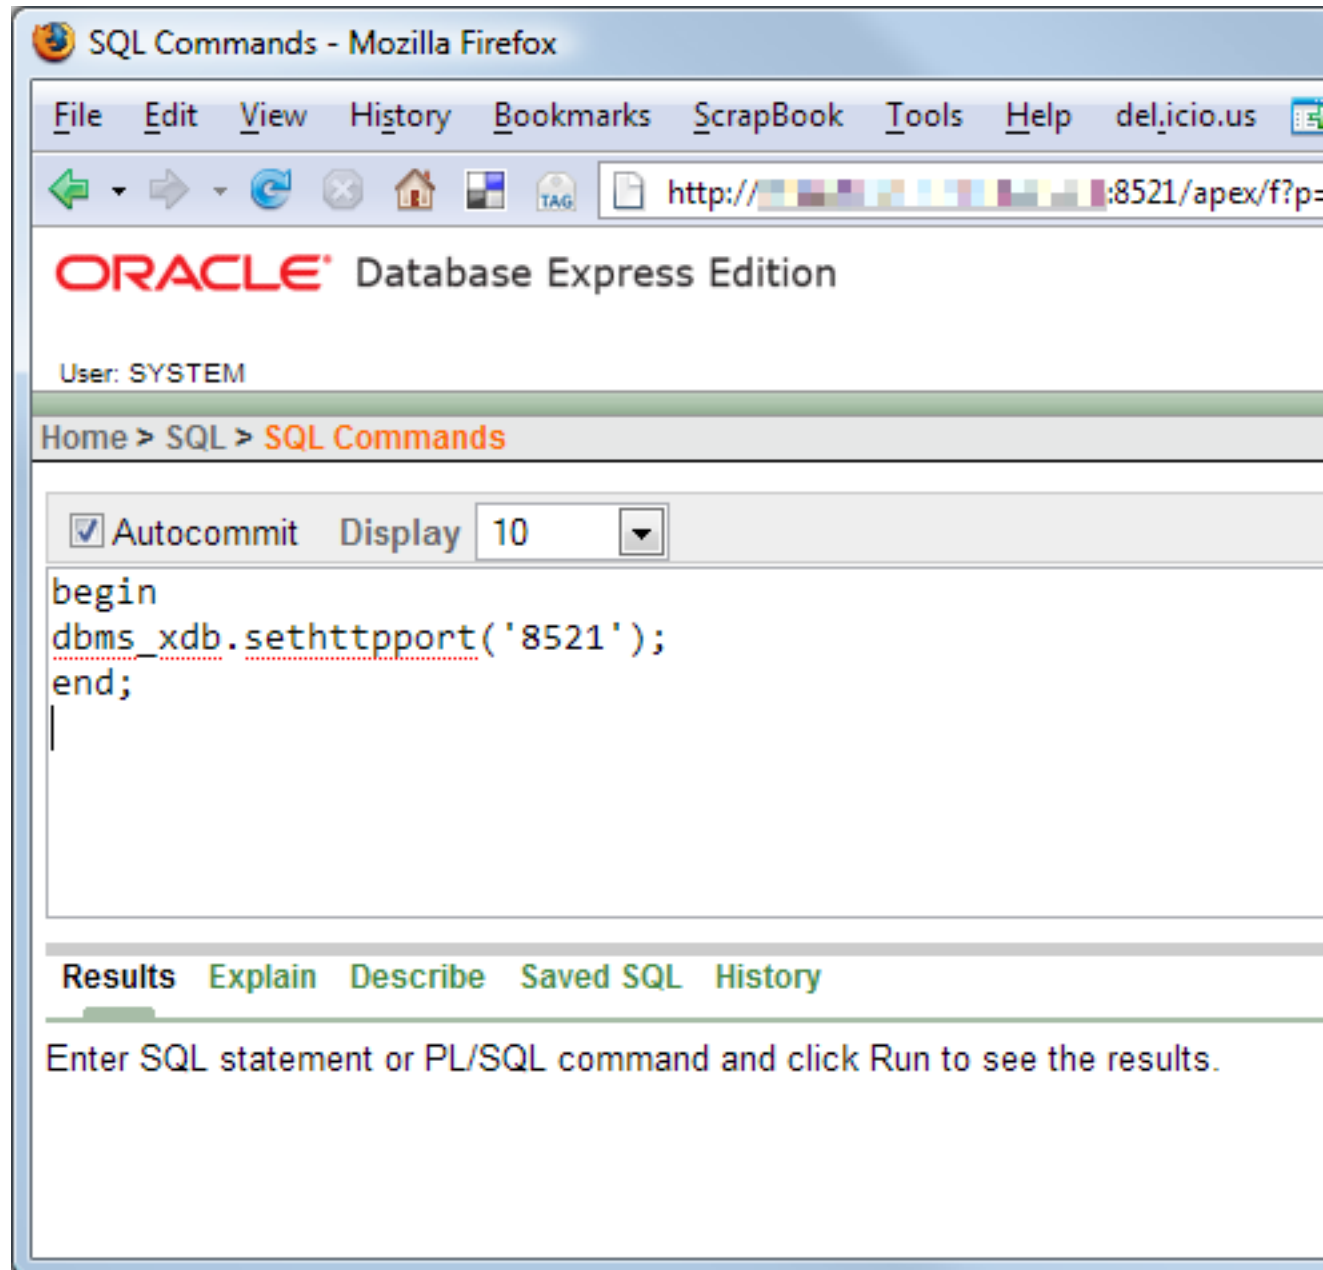 SQL Commands - Mozilla Firefox
File Edit View History Bookmarks ScrapBook Tools Help del.icio.us
TAG http:// :8521/apex/f?p=
ORACLE Database Express Edition
User: SYSTEM
Home > SQL > SQL Commands
Autocommit Display 10
begin
dbms_xdb.sethttpport('8521');
end;
Results Explain Describe Saved SQL History
Enter SQL statement or PL/SQL command and click Run to see the results.